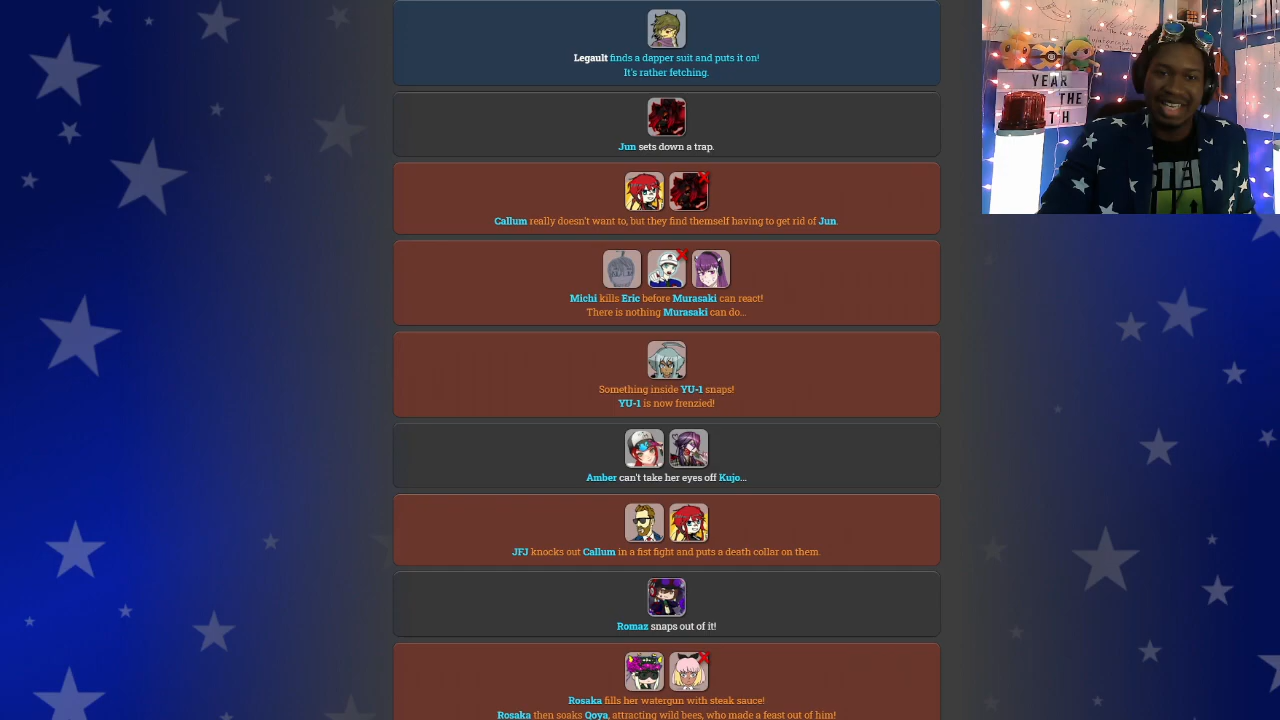 Legault finds a dapper suit and puts it on!
It's rather fetching.
Jun sets down a trap.
Callum really doesn't want to, but they find themself having to get rid of Jun.
Michi kills Eric before Murasaki can react!
There is nothing Murasaki can do...
Something inside YU-1 snaps!
YU-1 is now frenzied!
Amber can't take her eyes off Kujo...
JFJ knocks out Callum in a fist fight and puts a death collar on them.
Romaz snaps out of it!
Rosaka fills her watergun with steak sauce!
Rosaka then soaks Qoya, attracting wild bees, who made a feast out of him!
YEAR
THE
TH